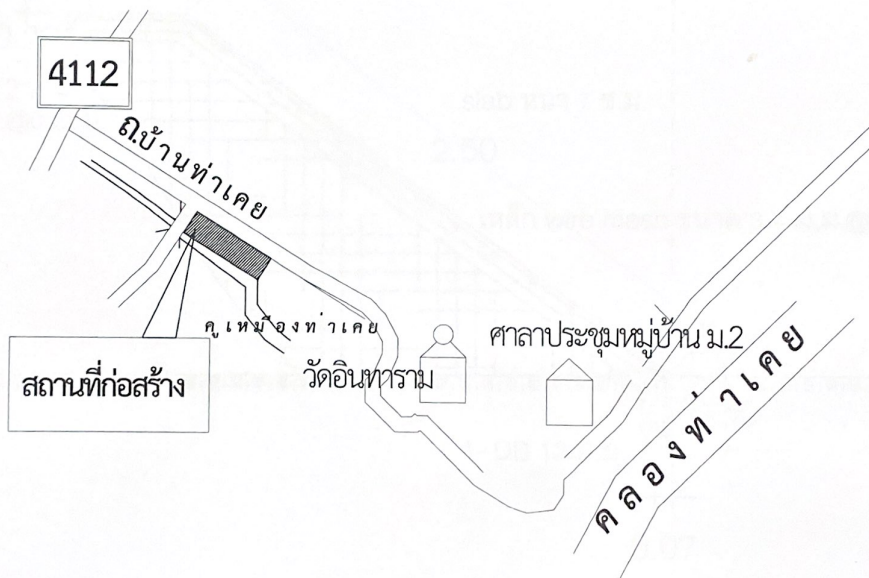 4112
ถ.บ้านท่าเคย
คูเหมืองท่าเคย
ศาลาประชุมหมู่บ้าน ม.2
วัดอินทาราม
สถานที่ก่อสร้าง
คลองท่าเคย